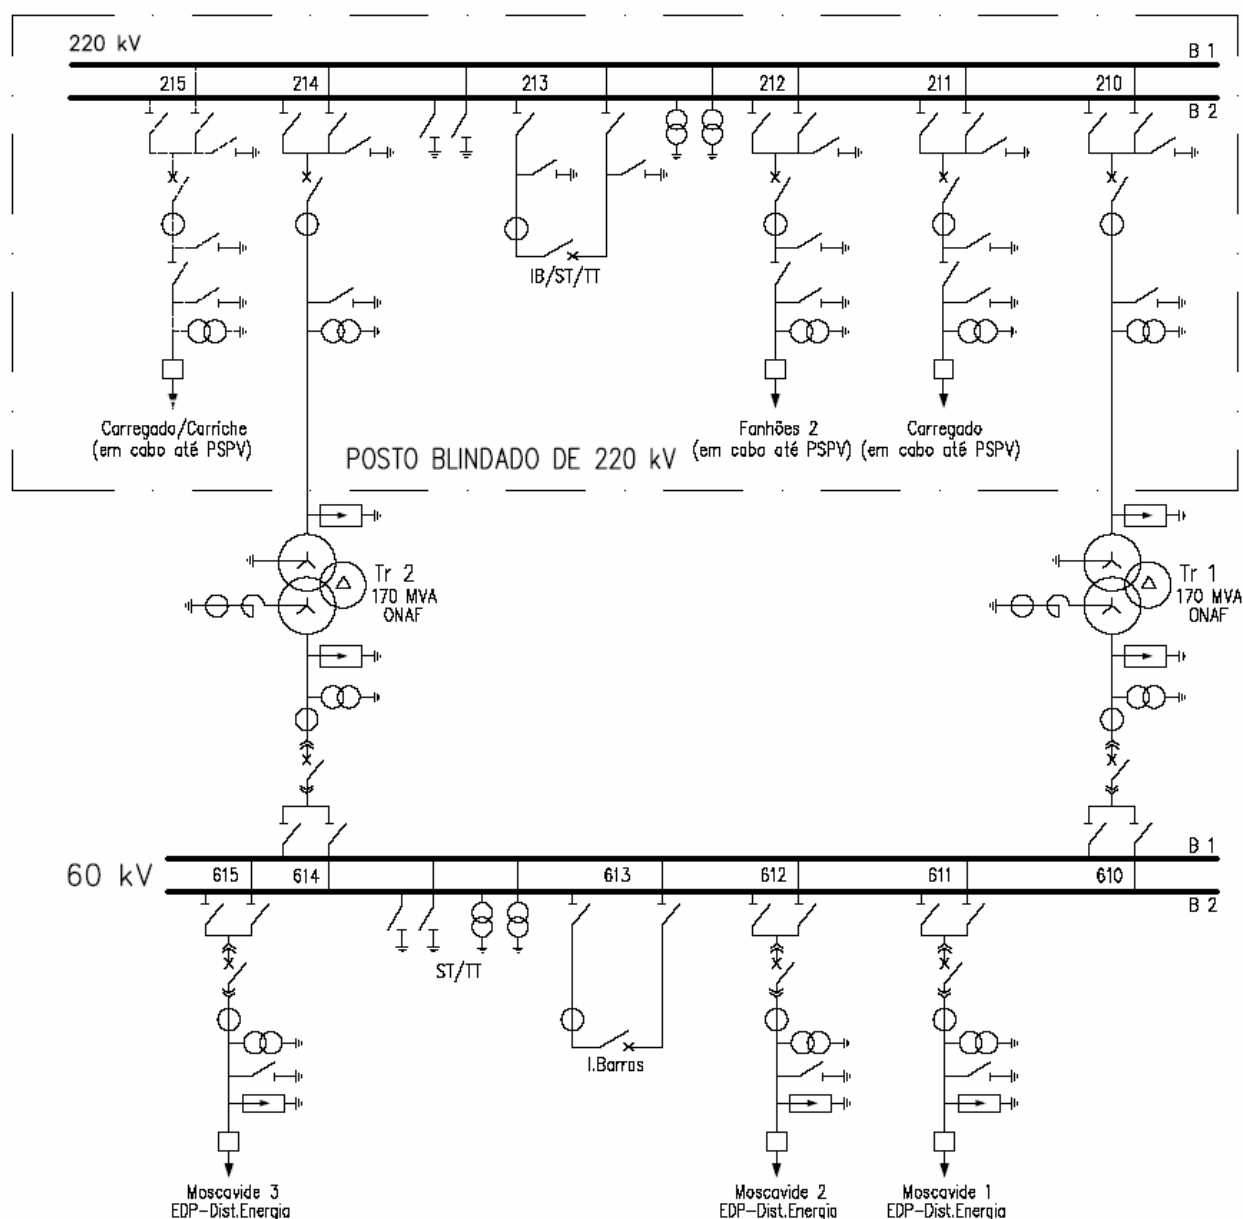 220 kV
B 1
215 214 213 212 211 210
B 2
IB/ST/TT
Carregado/Carriche
(em cabo até PSPV)
Fanhões 2
(em cabo até PSPV)
Carregado
(em cabo até PSPV)
POSTO BLINDADO DE 220 kV
Tr 2
170 MVA
ONAF
Tr 1
170 MVA
ONAF
B 1
60 kV
615 614 613 612 611 610
B 2
ST/TT
I.Barras
Moscavide 3
EDP-Dist.Energia
Moscavide 2
EDP-Dist.Energia
Moscavide 1
EDP-Dist.Energia